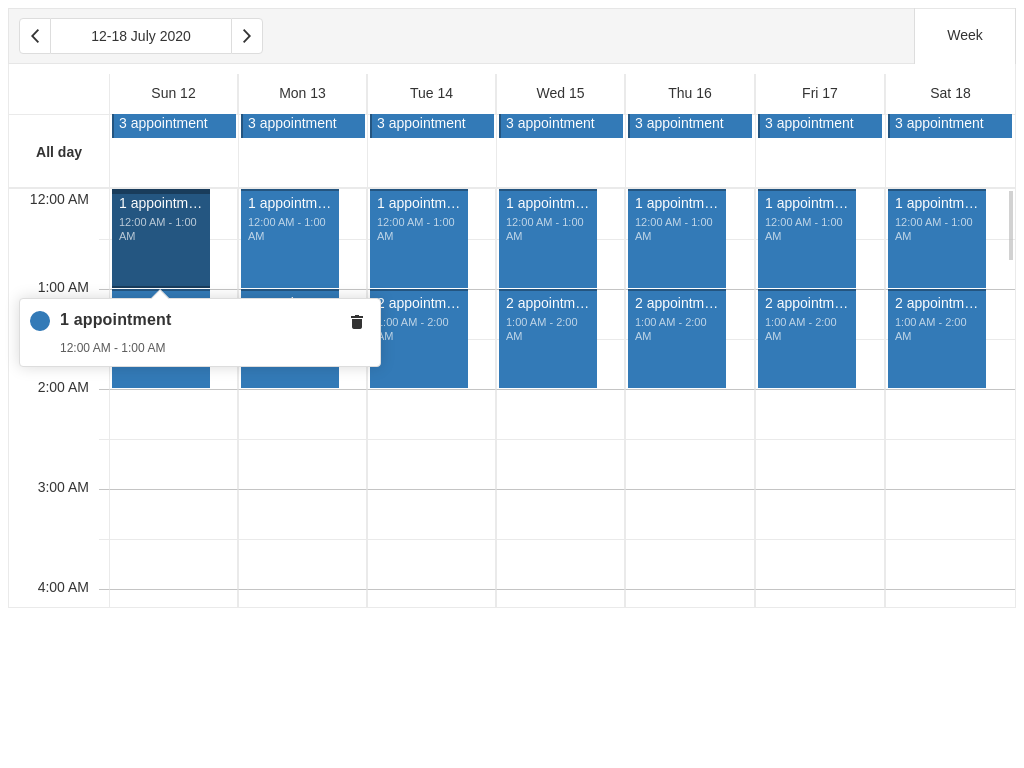 12-18 July 2020
Week
Sun 12
Mon 13
Tue 14
Wed 15
Thu 16
Fri 17
Sat 18
All day
3 appointment
3 appointment
3 appointment
3 appointment
3 appointment
3 appointment
3 appointment
12:00 AM
1 appointm…
12:00 AM - 1:00
AM
1 appointm…
12:00 AM - 1:00
AM
1 appointm…
12:00 AM - 1:00
AM
1 appointm…
12:00 AM - 1:00
AM
1 appointm…
12:00 AM - 1:00
AM
1 appointm…
12:00 AM - 1:00
AM
1 appointm…
12:00 AM - 1:00
AM
1:00 AM
1 appointment
12:00 AM - 1:00 AM
2 appointm…
1:00 AM - 2:00
AM
2 appointm…
1:00 AM - 2:00
AM
2 appointm…
1:00 AM - 2:00
AM
2 appointm…
1:00 AM - 2:00
AM
2 appointm…
1:00 AM - 2:00
AM
2:00 AM
3:00 AM
4:00 AM